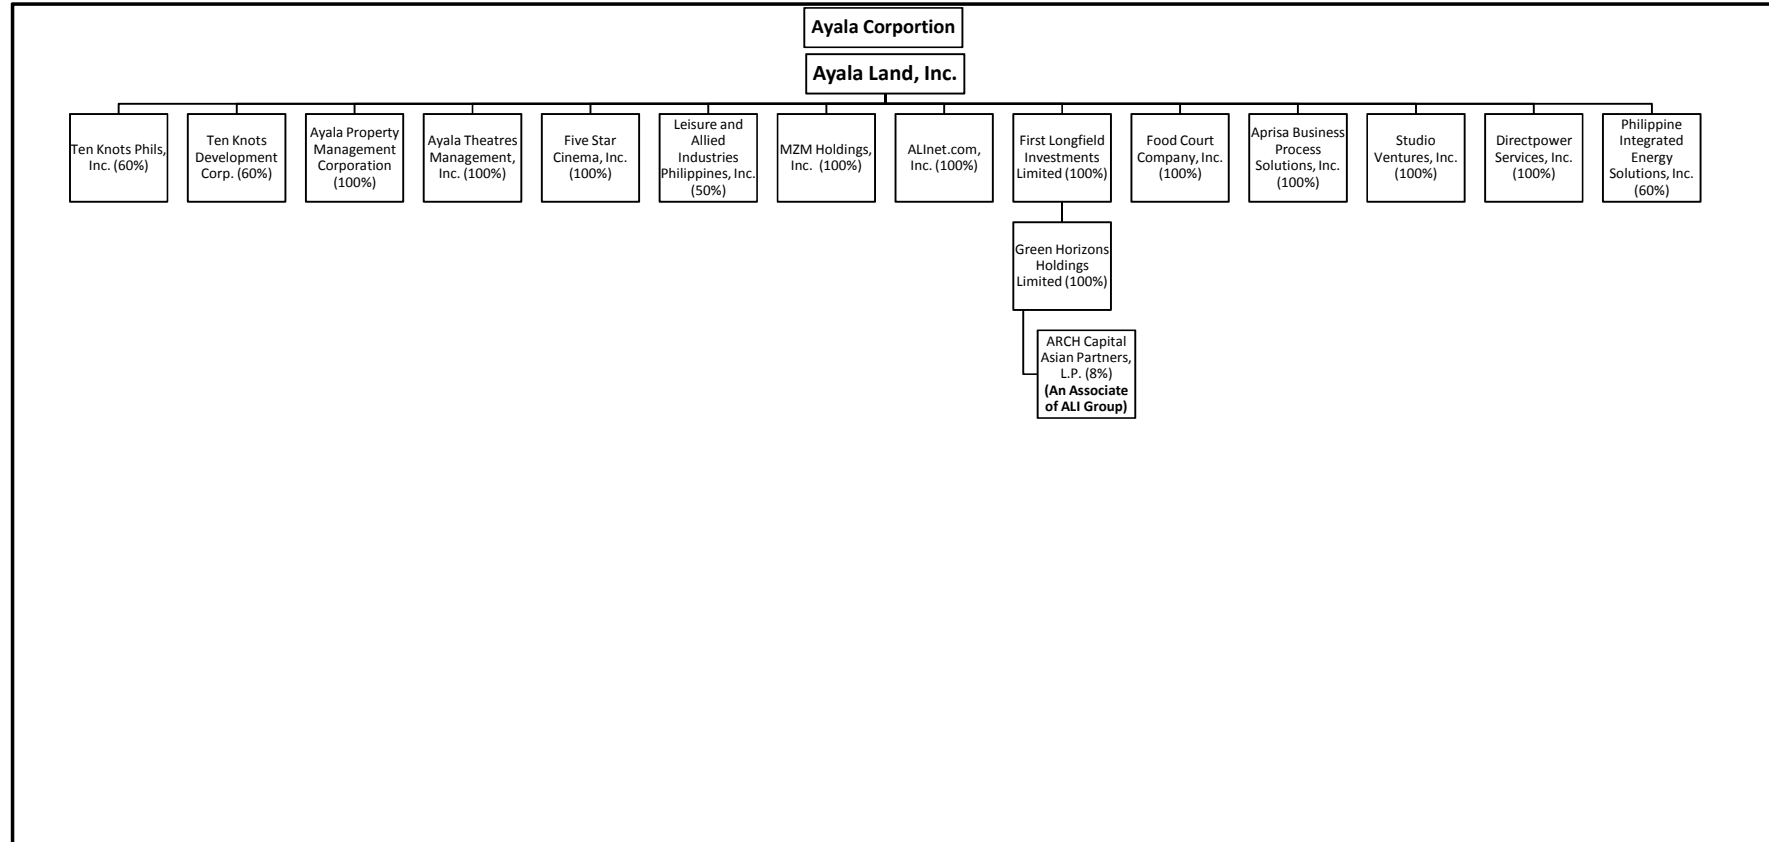 Ayala Corportion
Ayala Land, Inc.
Ten Knots Phils,
Inc. (60%)
Ten Knots
Development
Corp. (60%)
Ayala Property
Management
Corporation
(100%)
Ayala Theatres
Management,
Inc. (100%)
Five Star
Cinema, Inc.
(100%)
Leisure and
Allied
Industries
Philippines, Inc.
(50%)
MZM Holdings,
Inc.  (100%)
ALInet.com,
Inc. (100%)
First Longfield
Investments
Limited (100%)
Food Court
Company, Inc.
(100%)
Aprisa Business
Process
Solutions, Inc.
(100%)
Studio
Ventures, Inc.
(100%)
Directpower
Services, Inc.
(100%)
Philippine
Integrated
Energy
Solutions, Inc.
(60%)
Green Horizons
Holdings
Limited (100%)
ARCH Capital
Asian Partners,
L.P. (8%)
(An Associate
of ALI Group)